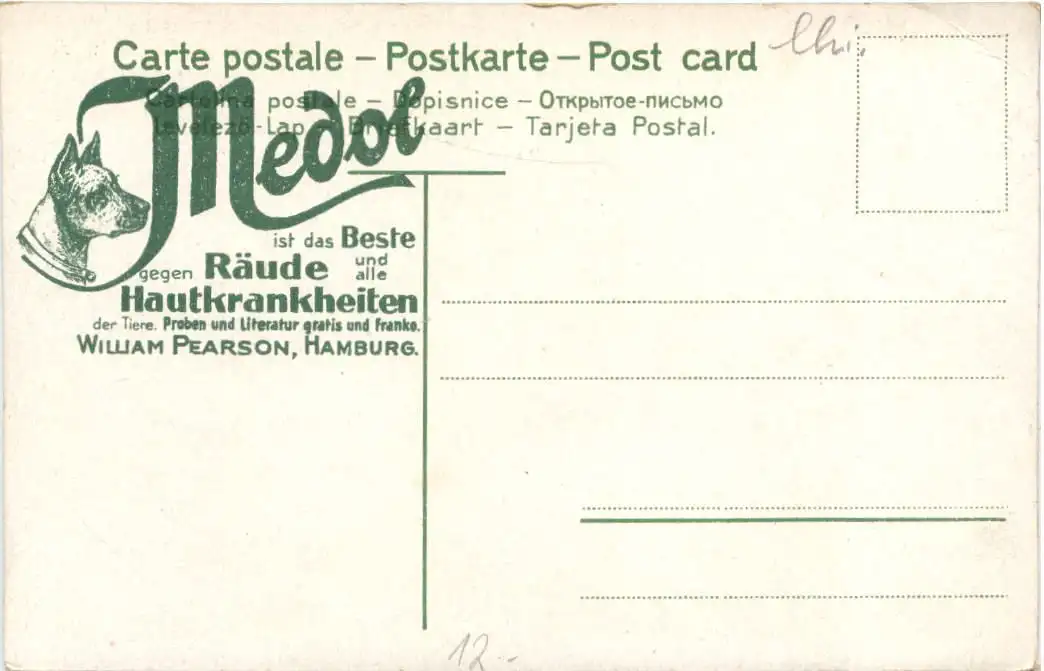 Carte postale – Postkarte – Post card
Cartolina postale – Dopisnice – Открытое-письмо
Levelező-Lap – Briefkaart – Tarjeta Postal.
Medol
ist das Beste
gegen Räude und alle
Hautkrankheiten
der Tiere. Proben und Literatur gratis und franko.
WILLIAM PEARSON, HAMBURG.
12.-